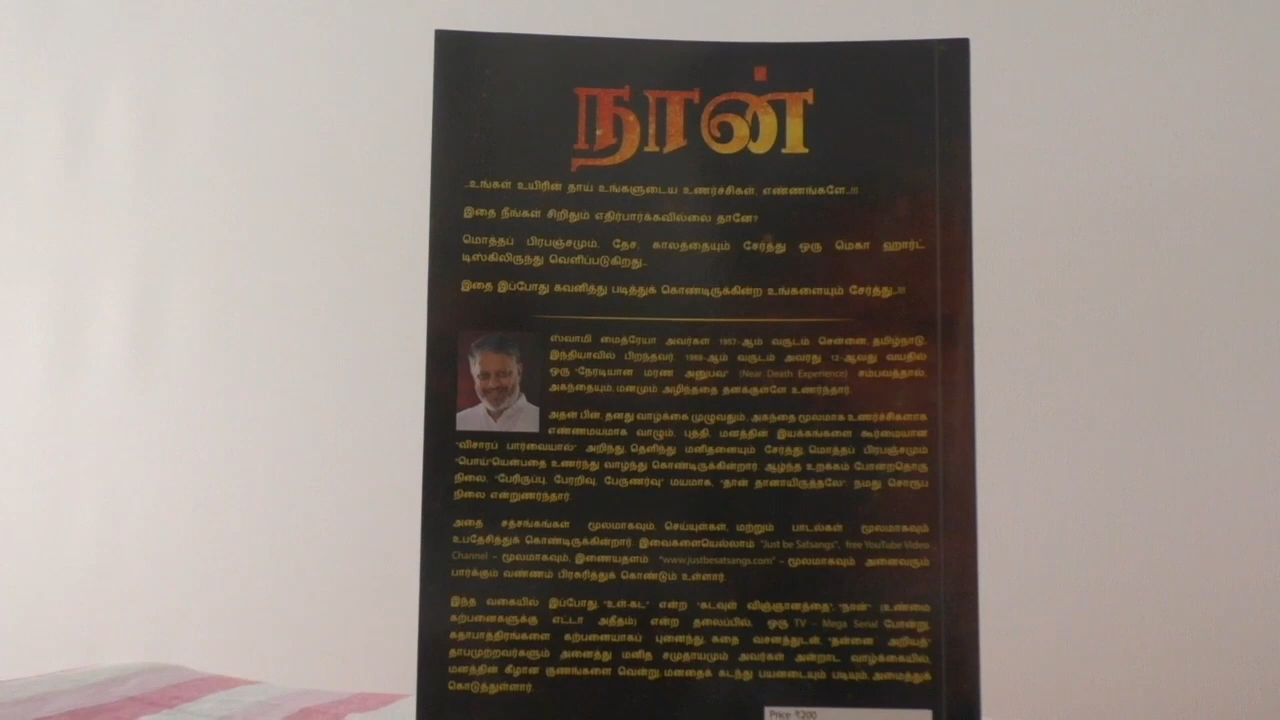 நான்
...உங்கள் உயிரின் தாய் உங்களுடைய உணர்ச்சிகள், எண்ணங்களே..!!!
இதை நீங்கள் சிறிதும் எதிர்பார்க்கவில்லை தானே?
மொத்தப் பிரபஞ்சமும், தேச, காலத்தையும் சேர்த்து ஒரு மெகா ஹார்ட்
டிஸ்கிலிருந்து வெளிப்படுகிறது...
இதை இப்போது கவனித்து படித்துக் கொண்டிருக்கின்ற உங்களையும் சேர்த்து...!!!
ஸ்வாமி மைத்ரேயா அவர்கள் 1957-ஆம் வருடம் சென்னை, தமிழ்நாடு,
இந்தியாவில் பிறந்தவர். 1969-ஆம் வருடம் அவரது 12-ஆவது வயதில்
ஒரு "நேரடியான மரண அனுபவ" (Near Death Experience) சம்பவத்தால்,
அகந்தையும், மனமும் அழிந்ததை தனக்குள்ளே உணர்ந்தார்.
அதன் பின், தனது வாழ்க்கை முழுவதும், அகந்தை மூலமாக உணர்ச்சிகளாக
எண்ணமயமாக வாழும், புத்தி, மனத்தின் இயக்கங்களை கூர்மையான
"விசாரப் பார்வையால்" அறிந்து, தெளிந்து மனிதனையும் சேர்த்து, மொத்தப் பிரபஞ்சமும்
"பொய்"யென்பதை உணர்ந்து வாழ்ந்து கொண்டிருக்கின்றார். ஆழ்ந்த உறக்கம் போன்றதொரு
நிலை, "பேரிருப்பு, பேரறிவு, பேருணர்வு" மயமாக, "தான் தானாயிருத்தலே", நமது சொரூப
நிலை என்றுணர்ந்தார்.
அதை சத்சங்கங்கள் மூலமாகவும், செய்யுள்கள், மற்றும் பாடல்கள் மூலமாகவும்
உபதேசித்துக் கொண்டிருக்கின்றார். இவைகளையெல்லாம் "Just be Satsangs", free YouTube Video
Channel – மூலமாகவும், இணையதளம் "www.justbesatsangs.com" – மூலமாகவும் அனைவரும்
பார்க்கும் வண்ணம் பிரசுரித்துக் கொண்டும் உள்ளார்.
இந்த வகையில் இப்போது, "உள்-கட" என்ற "கடவுள் விஞ்ஞானத்தை", "நான்" (உண்மை
கற்பனைகளுக்கு எட்டா அதீதம்) என்ற தலைப்பில், ஒரு TV – Mega Serial போன்று,
கதாபாத்திரங்களை கற்பனையாகப் புனைந்து, கதை வசனத்துடன், "தன்னை அறியத்"
தாபமுற்றவர்களும் அனைத்து மனித சமுதாயமும் அவர்கள் அன்றாட வாழ்க்கையில்,
மனத்தின் கீழான குணங்களை வென்று, மனதைக் கடந்து பயனடையும் படியும், அமைத்துக்
கொடுத்துள்ளார்.
Price ₹200